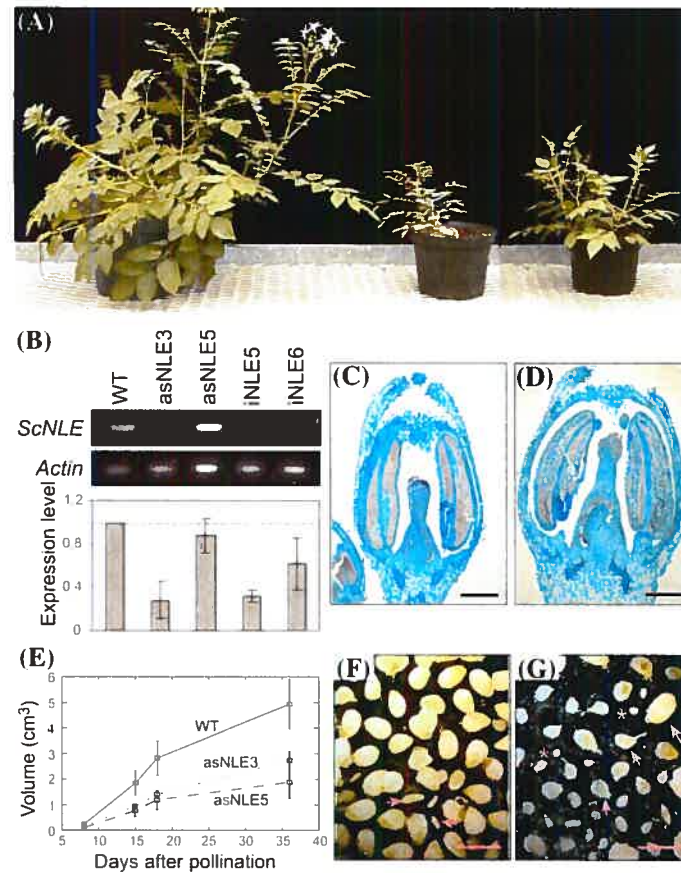 (A)
(B)
WT
asNLE3
asNLE5
iNLE5
iNLE6
ScNLE
Actin
Expression level
1.2
0.8
0 4
0
(C)
(D)
(E)
Volume (cm³)
6
5
4
3
2
1
0
WT
asNLE3
asNLE5
5 10 15 20 25 30 35 40
Days after pollination
(F)
(G)
*
*